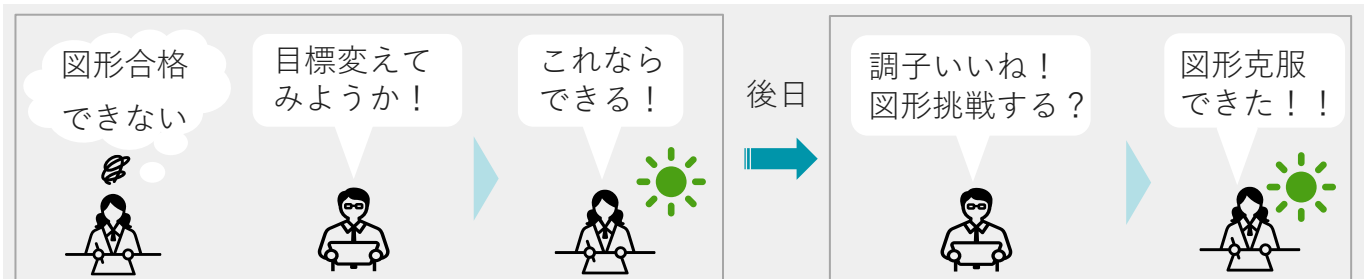 図形合格
できない
目標変えて
みようか！
これなら
できる！
後日
調子いいね！
図形挑戦する？
図形克服
できた！！